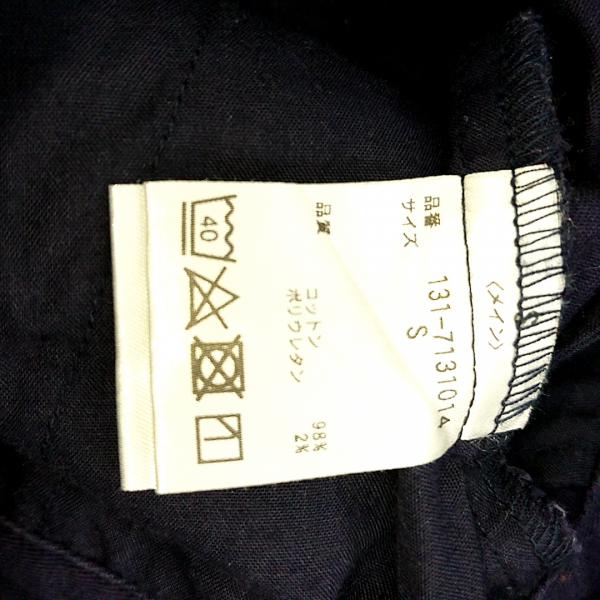 〈メイン〉
品番 131-7131014
サイズ S
品質
コットン 98%
ポリウレタン 2%
40